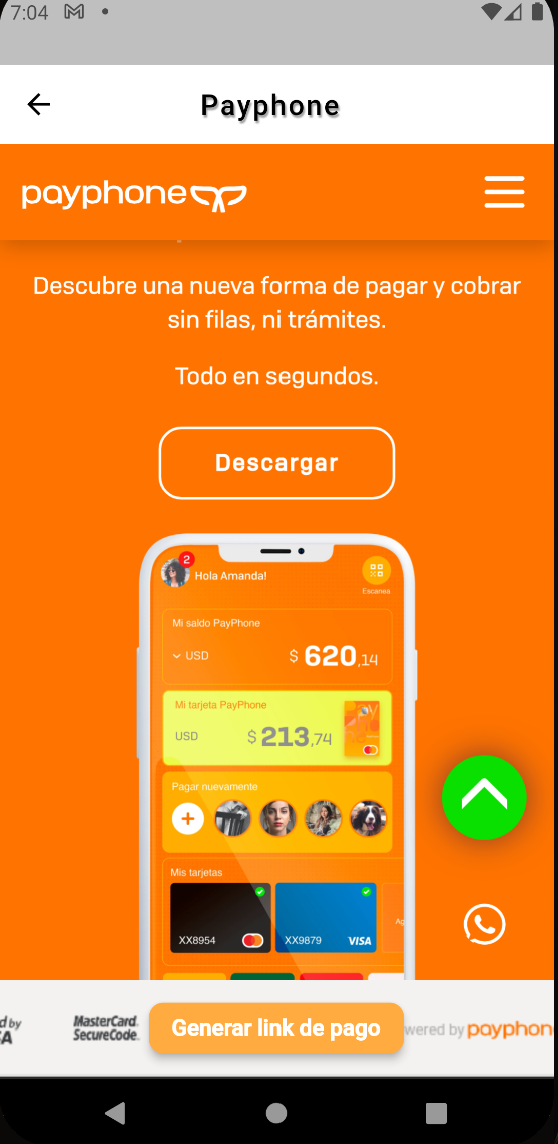 7:04
Payphone
payphone
Descubre una nueva forma de pagar y cobrar
sin filas, ni trámites.
Todo en segundos.
Descargar
2
Hola Amanda!
Escanea
Mi saldo PayPhone
USD
$ 620,14
Mi tarjeta PayPhone
USD
$ 213,74
Pagar nuevamente
+
Mis tarjetas
XX8954
XX9879
VISA
Ag
d by
SA
MasterCard.
SecureCode.
Generar link de pago
wered by payphon